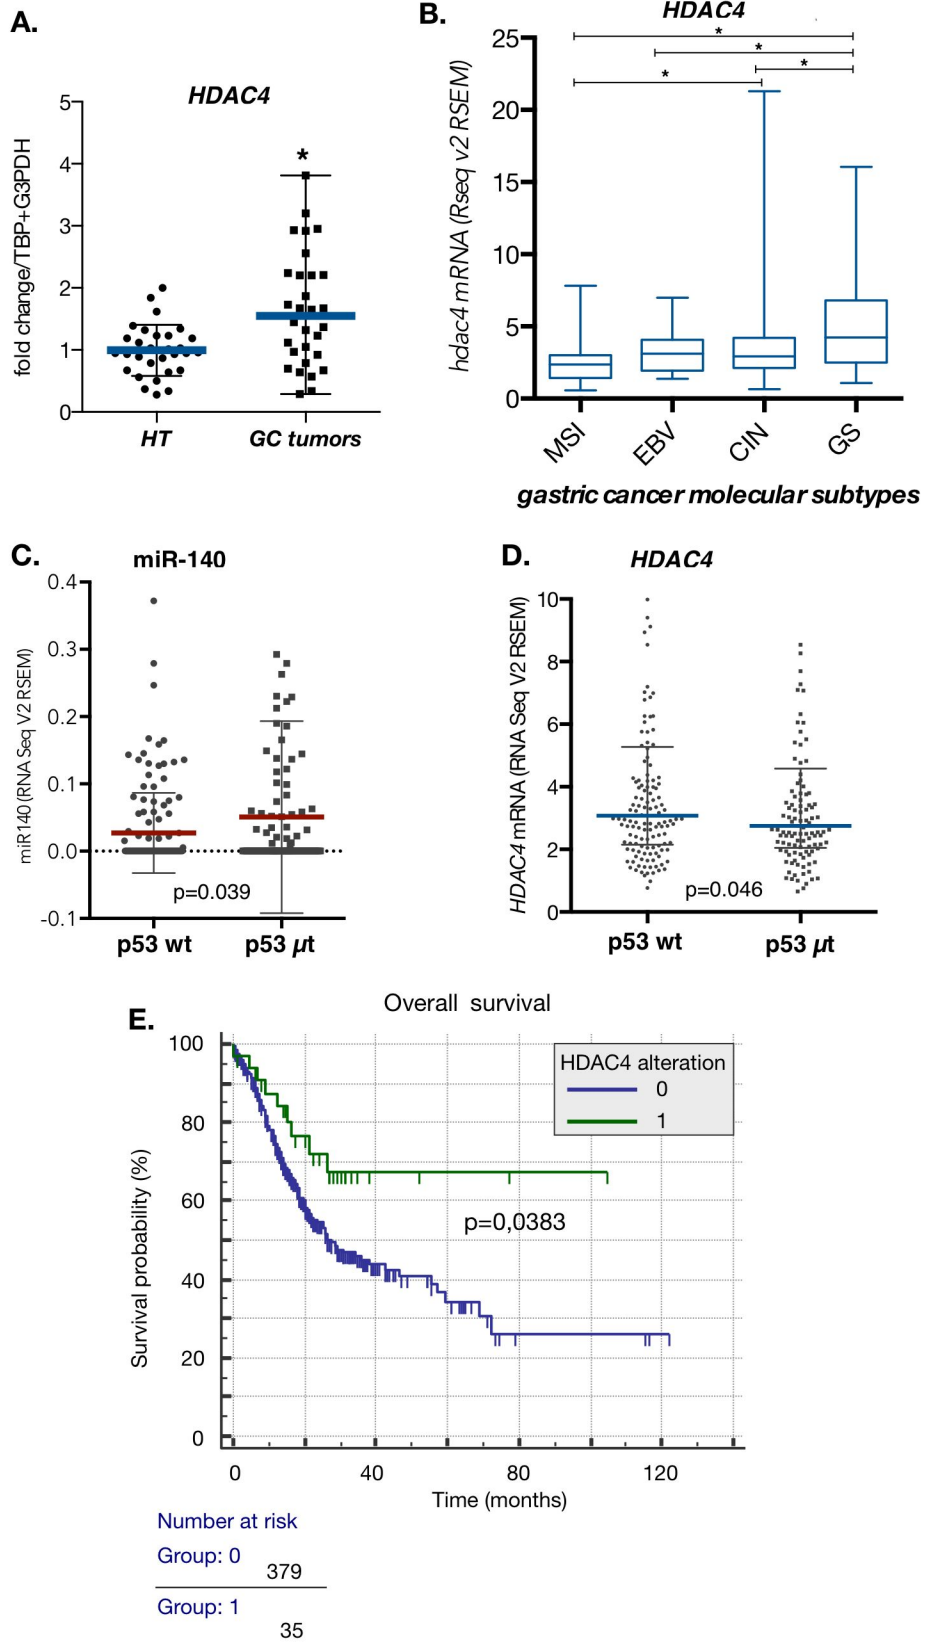 A.
HDAC4
fold change/TBP+G3PDH
5
4
3
2
1
0
*
HT
GC tumors
B.
HDAC4
hdac4 mRNA (Rseq v2 RSEM)
25
20
15
10
5
0
*
*
*
*
MSI
EBV
CIN
GS
gastric cancer molecular subtypes
C.
miR-140
miR140 (RNA Seq V2 RSEM)
0.4
0.3
0.2
0.1
0.0
-0.1
p=0.039
p53 wt
p53 µt
D.
HDAC4
HDAC4 mRNA (RNA Seq V2 RSEM)
10
8
6
4
2
0
p=0.046
p53 wt
p53 µt
E.
Overall survival
Survival probability (%)
100
80
60
40
20
0
HDAC4 alteration
0
1
p=0,0383
0
40
80
120
Time (months)
Number at risk
Group: 0
379
Group: 1
35